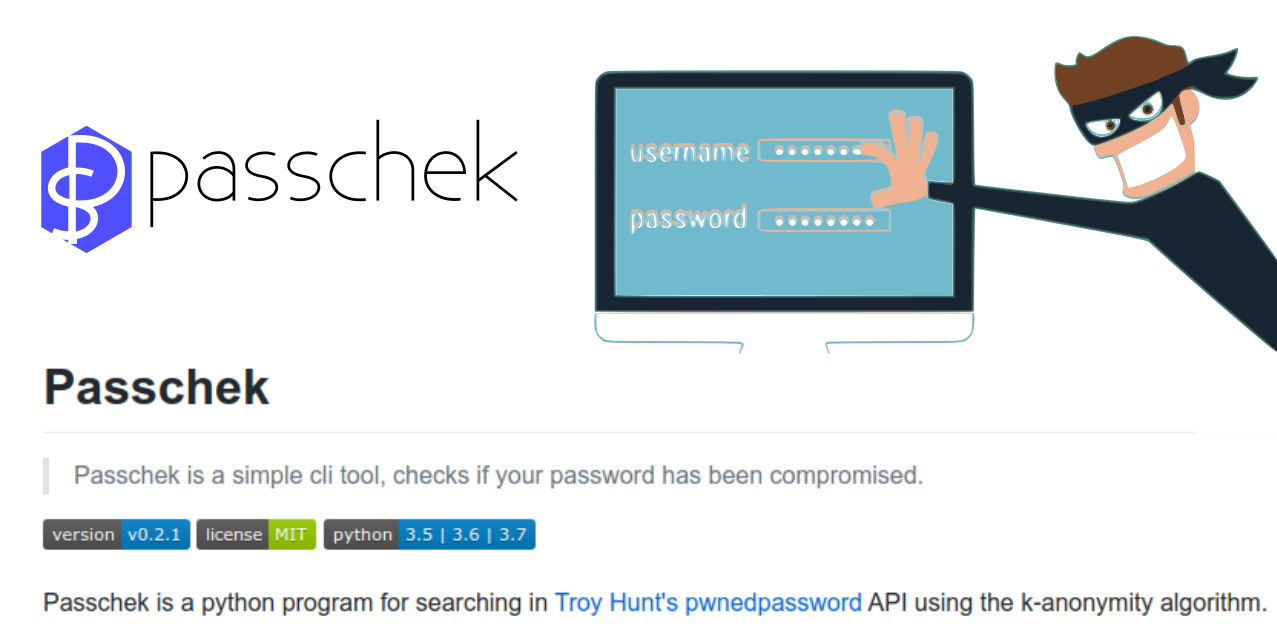 passchek
username
password
Passchek
Passchek is a simple cli tool, checks if your password has been compromised.
version v0.2.1 license MIT python 3.5 | 3.6 | 3.7
Passchek is a python program for searching in Troy Hunt's pwnedpassword API using the k-anonymity algorithm.